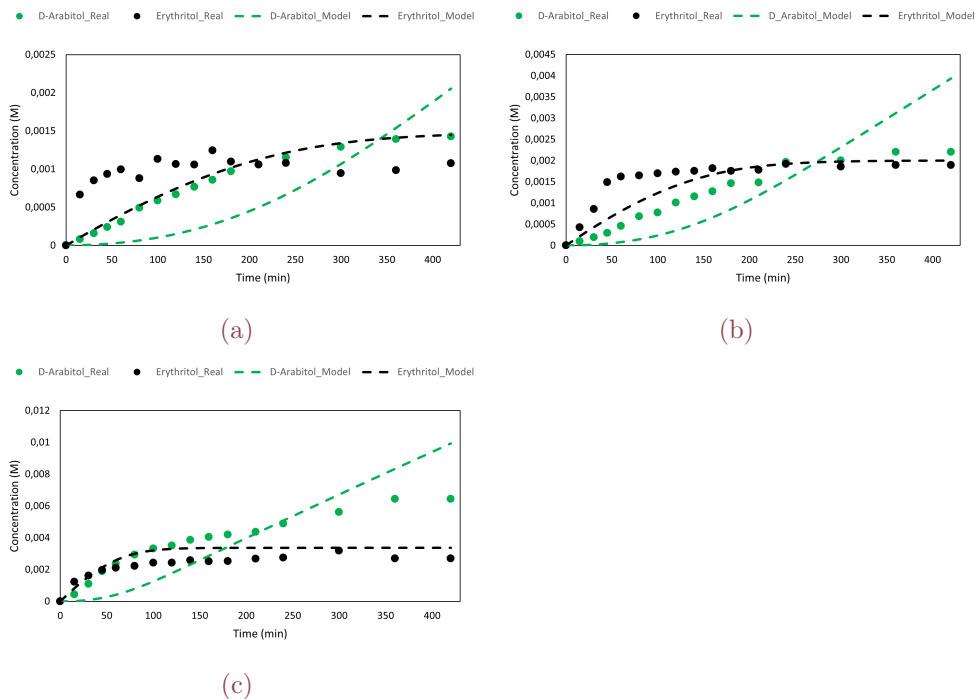 D-Arabitol_Real Erythritol_Real D-Arabitol_Model Erythritol_Model
0,0025
0,002
0,0015
0,001
0,0005
0
Concentration (M)
0 50 100 150 200 250 300 350 400
Time (min)
(a)
D-Arabitol_Real Erythritol_Real D_Arabitol_Model Erythritol_Model
0,0045
0,004
0,0035
0,003
0,0025
0,002
0,0015
0,001
0,0005
0
Concentration (M)
0 50 100 150 200 250 300 350 400
Time (min)
(b)
D-Arabitol_Real Erythritol_Real D-Arabitol_Model Erythritol_Model
0,012
0,01
0,008
0,006
0,004
0,002
0
Concentration (M)
0 50 100 150 200 250 300 350 400
Time (min)
(c)